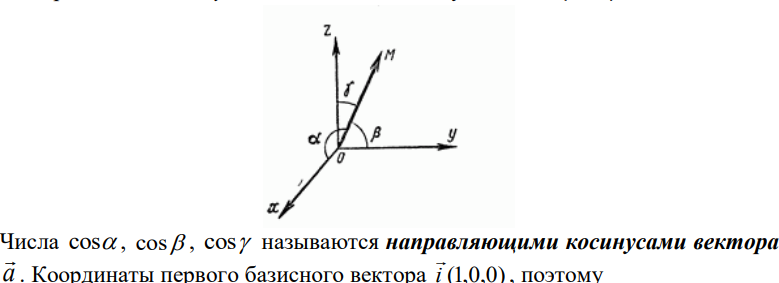 z
M
γ
α
β
y
O
x
Числа cosα, cosβ, cosγ называются направляющими косинусами вектора
a⃗. Координаты первого базисного вектора i⃗(1,0,0), поэтому